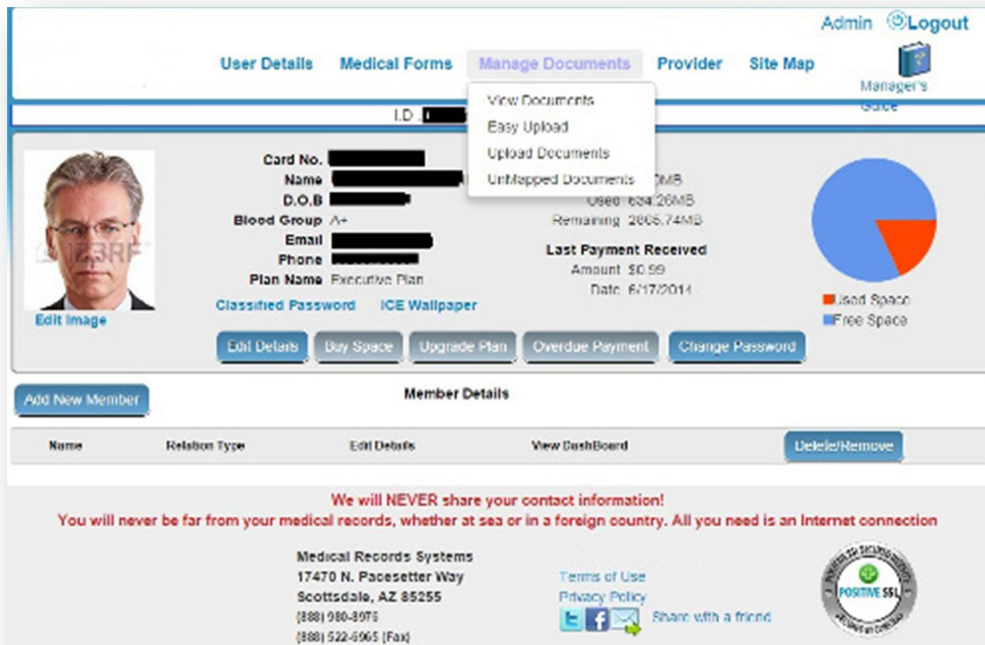 Admin Logout
User Details Medical Forms Manage Documents Provider Site Map
Manager's
Guide
View Documents
Easy Upload
Upload Documents
UnMapped Documents
I.D
Card No.
Name
D.O.B
Blood Group A+
Email
Phone
Plan Name Executive Plan
Classified Password ICE Wallpaper
Used 634.26MB
Remaining 2865.74MB
Last Payment Received
Amount $0.99
Date 6/17/2014
Used Space
Free Space
Edit Image
Edit Details Buy Space Upgrade Plan Overdue Payment Change Password
Add New Member Member Details
Name Relation Type Edit Details View DashBoard Delete/Remove
We will NEVER share your contact information!
You will never be far from your medical records, whether at sea or in a foreign country. All you need is an Internet connection
Medical Records Systems
17470 N. Pacesetter Way
Scottsdale, AZ 85255
(888) 980-8976
(888) 522-6965 (Fax)
Terms of Use
Privacy Policy
Share with a friend
POSITIVE SSL